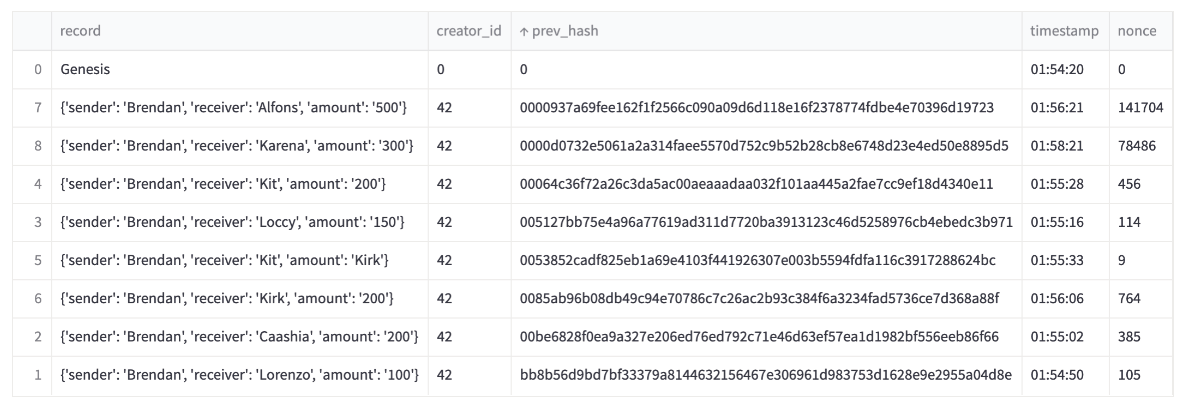 record creator_id ↑ prev_hash timestamp nonce
0 Genesis 0 0 01:54:20 0
7 {'sender': 'Brendan', 'receiver': 'Alfons', 'amount': '500'} 42 0000937a69fee162f1f2566c090a09d6d118e16f2378774fdbe4e70396d19723 01:56:21 141704
8 {'sender': 'Brendan', 'receiver': 'Karena', 'amount': '300'} 42 0000d0732e5061a2a314faee5570d752c9b52b28cb8e6748d23e4ed50e8895d5 01:58:21 78486
4 {'sender': 'Brendan', 'receiver': 'Kit', 'amount': '200'} 42 00064c36f72a26c3da5ac00aeaaadaa032f101aa445a2fae7cc9ef18d4340e11 01:55:28 456
3 {'sender': 'Brendan', 'receiver': 'Loccy', 'amount': '150'} 42 005127bb75e4a96a77619ad311d7720ba3913123c46d5258976cb4ebedc3b971 01:55:16 114
5 {'sender': 'Brendan', 'receiver': 'Kit', 'amount': 'Kirk'} 42 0053852cadf825eb1a69e4103f441926307e003b5594fdfa116c3917288624bc 01:55:33 9
6 {'sender': 'Brendan', 'receiver': 'Kirk', 'amount': '200'} 42 0085ab96b08db49c94e70786c7c26ac2b93c384f6a3234fad5736ce7d368a88f 01:56:06 764
2 {'sender': 'Brendan', 'receiver': 'Caashia', 'amount': '200'} 42 00be6828f0ea9a327e206ed76ed792c71e46d63ef57ea1d1982bf556eeb86f66 01:55:02 385
1 {'sender': 'Brendan', 'receiver': 'Lorenzo', 'amount': '100'} 42 bb8b56d9bd7bf33379a8144632156467e306961d983753d1628e9e2955a04d8e 01:54:50 105